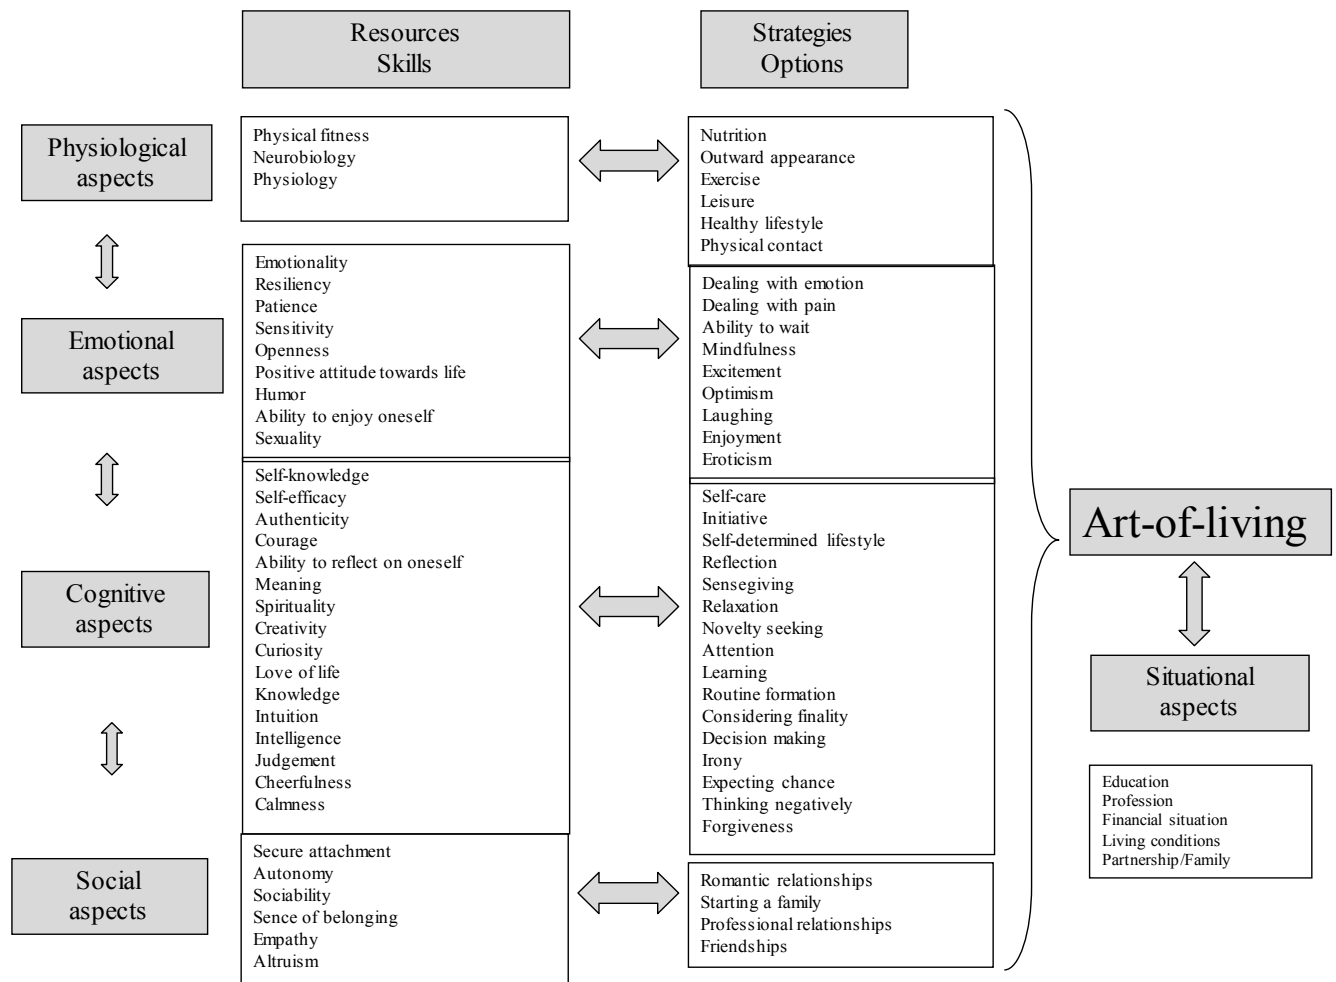 Resources
Skills
Strategies
Options
Physiological
aspects
Physical fitness
Neurobiology
Physiology
Nutrition
Outward appearance
Exercise
Leisure
Healthy lifestyle
Physical contact
Emotional
aspects
Emotionality
Resiliency
Patience
Sensitivity
Openness
Positive attitude towards life
Humor
Ability to enjoy oneself
Sexuality
Dealing with emotion
Dealing with pain
Ability to wait
Mindfulness
Excitement
Optimism
Laughing
Enjoyment
Eroticism
Cognitive
aspects
Self-knowledge
Self-efficacy
Authenticity
Courage
Ability to reflect on oneself
Meaning
Spirituality
Creativity
Curiosity
Love of life
Knowledge
Intuition
Intelligence
Judgement
Cheerfulness
Calmness
Self-care
Initiative
Self-determined lifestyle
Reflection
Sensegiving
Relaxation
Novelty seeking
Attention
Learning
Routine formation
Considering finality
Decision making
Irony
Expecting chance
Thinking negatively
Forgiveness
Social
aspects
Secure attachment
Autonomy
Sociability
Sence of belonging
Empathy
Altruism
Romantic relationships
Starting a family
Professional relationships
Friendships
Art-of-living
Situational
aspects
Education
Profession
Financial situation
Living conditions
Partnership/Family